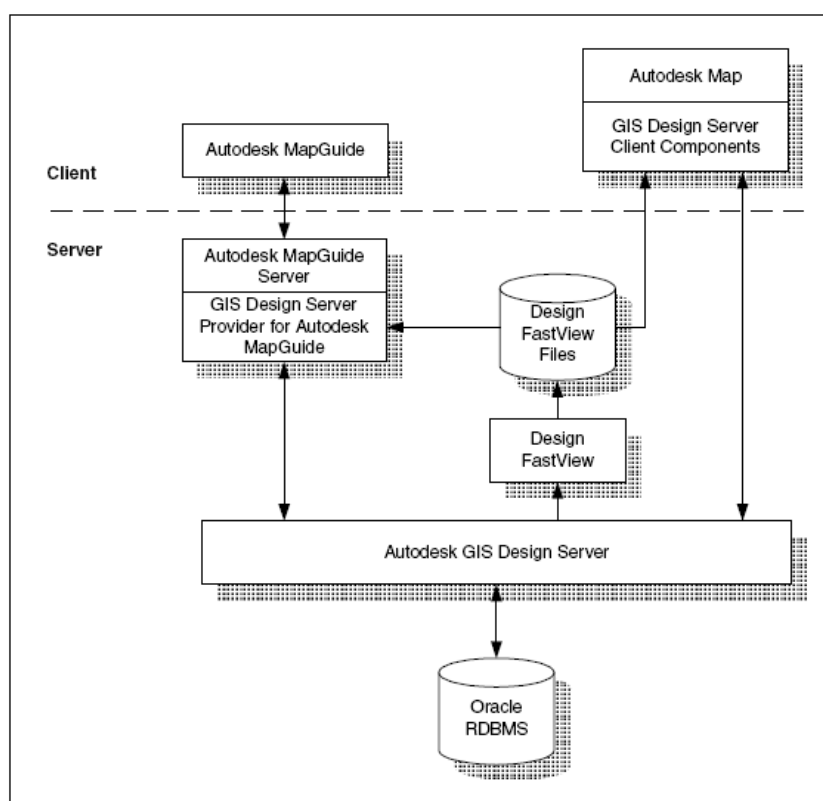 Autodesk Map
GIS Design Server
Client Components
Autodesk MapGuide
Client
Server
Autodesk MapGuide
Server
GIS Design Server
Provider for Autodesk
MapGuide
Design
FastView
Files
Design
FastView
Autodesk GIS Design Server
Oracle
RDBMS